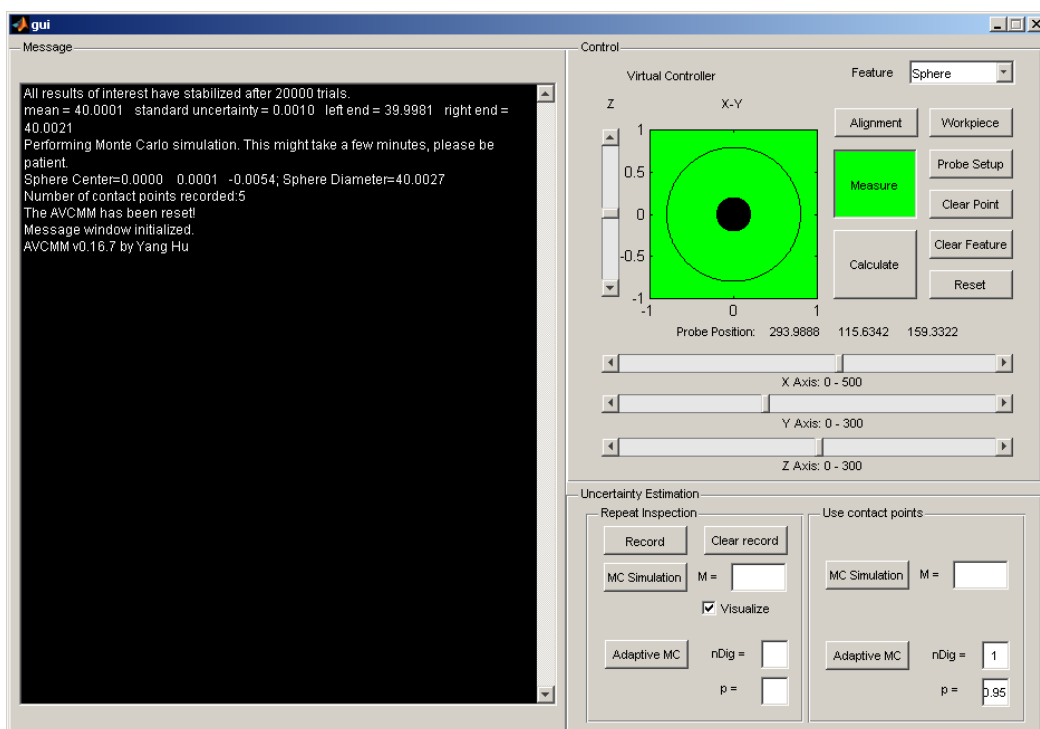 gui
Message
All results of interest have stabilized after 20000 trials.
mean = 40.0001 standard uncertainty = 0.0010 left end = 39.9981 right end =
40.0021
Performing Monte Carlo simulation. This might take a few minutes, please be
patient.
Sphere Center=0.0000 0.0001 -0.0054; Sphere Diameter=40.0027
Number of contact points recorded:5
The AVCMM has been reset!
Message window initialized.
AVCMM v0.16.7 by Yang Hu
Control
Virtual Controller
Feature Sphere
Z X-Y
1
0.5
0
-0.5
-1
-1 0 1
Alignment Workpiece
Measure
Probe Setup
Clear Point
Calculate
Clear Feature
Reset
Probe Position: 293.9888 115.6342 159.3322
X Axis: 0 - 500
Y Axis: 0 - 300
Z Axis: 0 - 300
Uncertainty Estimation
Repeat Inspection
Record Clear record
MC Simulation M =
Visualize
Adaptive MC nDig =
p =
Use contact points
MC Simulation M =
Adaptive MC nDig = 1
p = 0.95